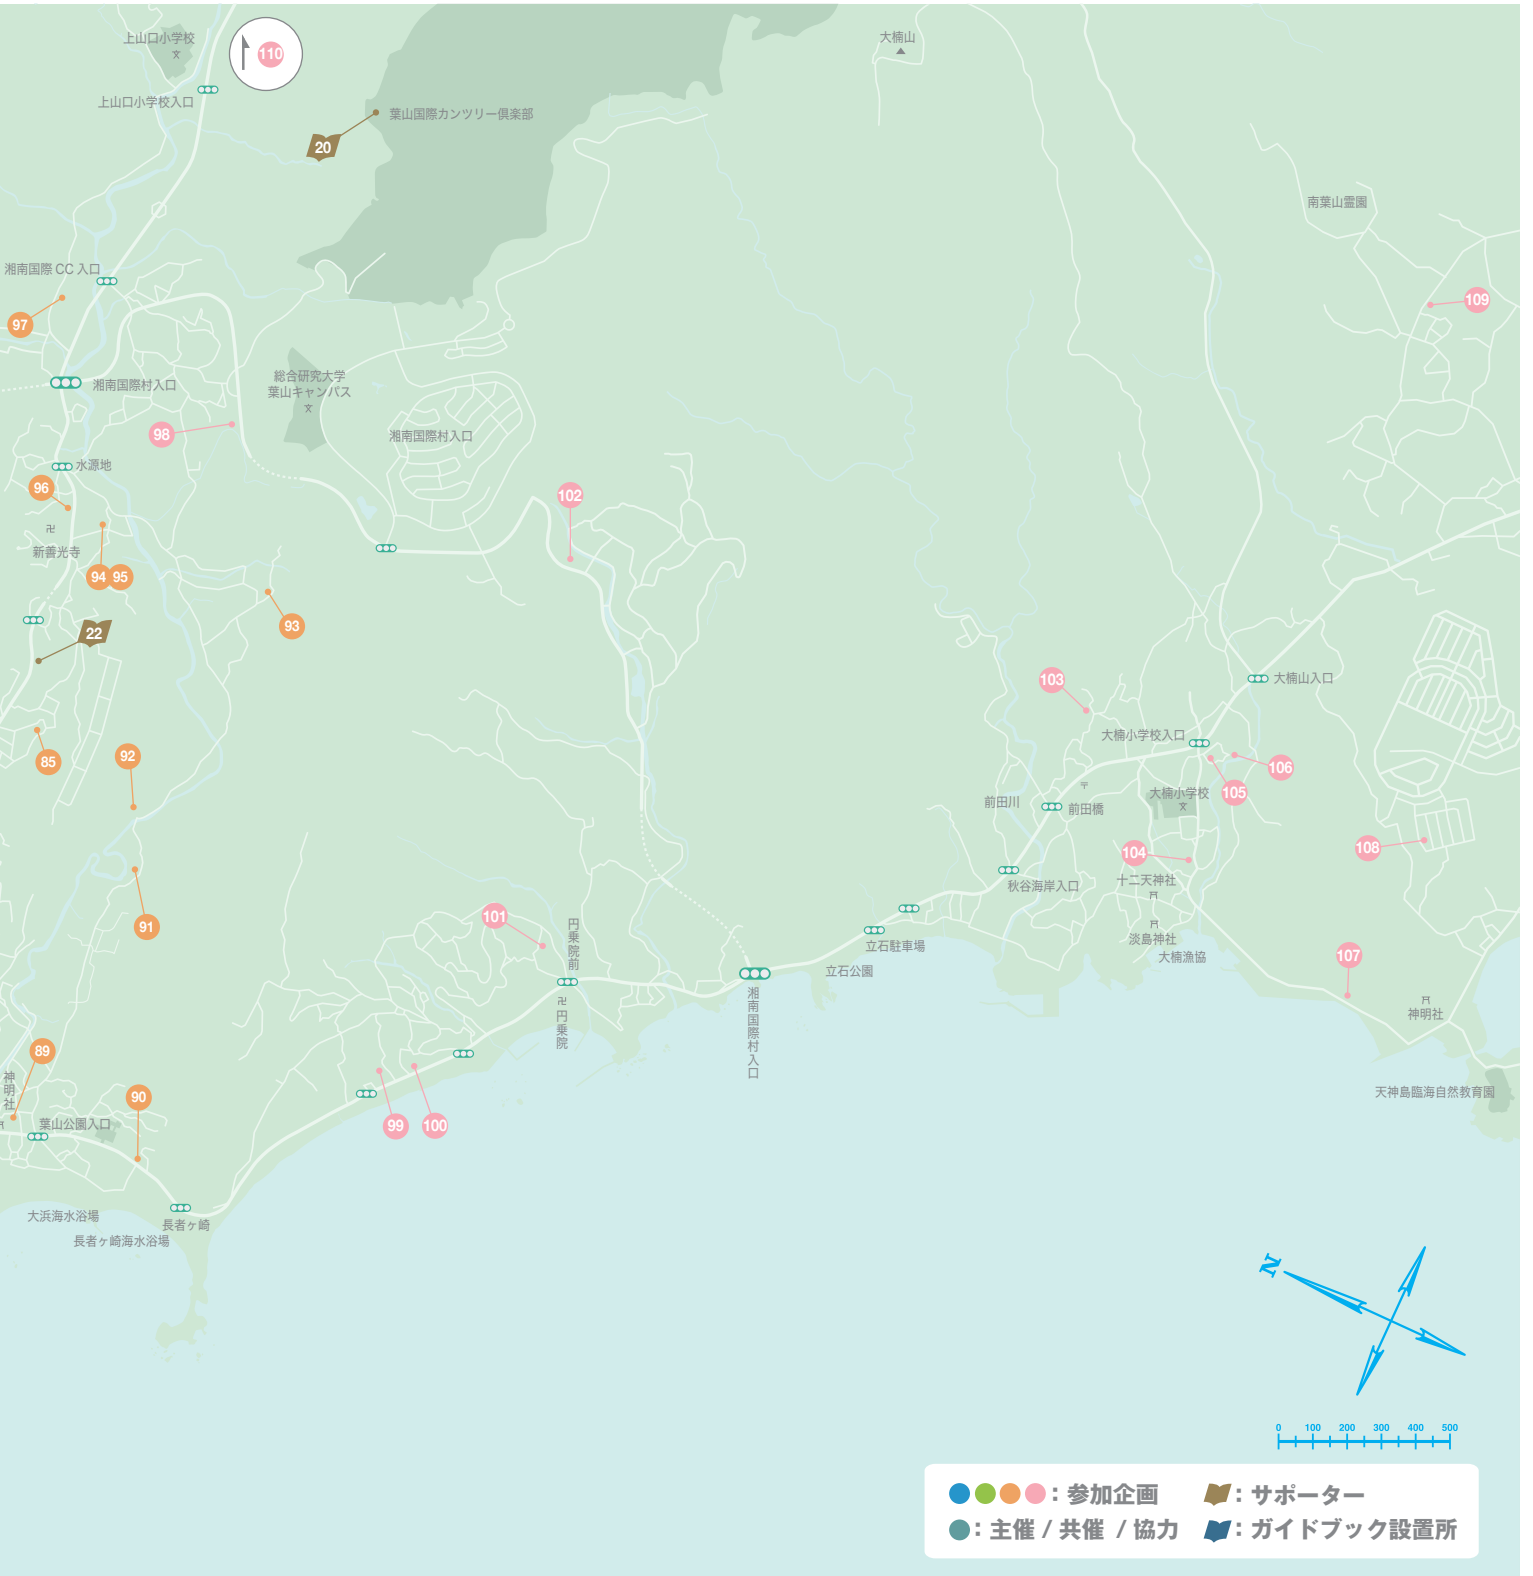 上山口小学校
110
大楠山
上山口小学校入口
葉山国際カンツリー倶楽部
20
南葉山霊園
湘南国際 CC 入口
97
109
湘南国際村入口
総合研究大学
葉山キャンパス
98
湘南国際村入口
水源地
96
102
新善光寺
94 95
93
22
103
大楠山入口
大楠小学校入口
85
92
106
105
大楠小学校
前田川
前田橋
108
104
秋谷海岸入口
十二天神社
101
円乗院前
91
淡島神社
立石駐車場
大楠漁協
107
立石公園
湘南国際村入口
円乗院
神明社
89
神明社
90
天神島臨海自然教育園
99
100
葉山公園入口
大浜海水浴場
長者ヶ崎
長者ヶ崎海水浴場
N
0 100 200 300 400 500
：参加企画
：サポーター
：主催 / 共催 / 協力
：ガイドブック設置所